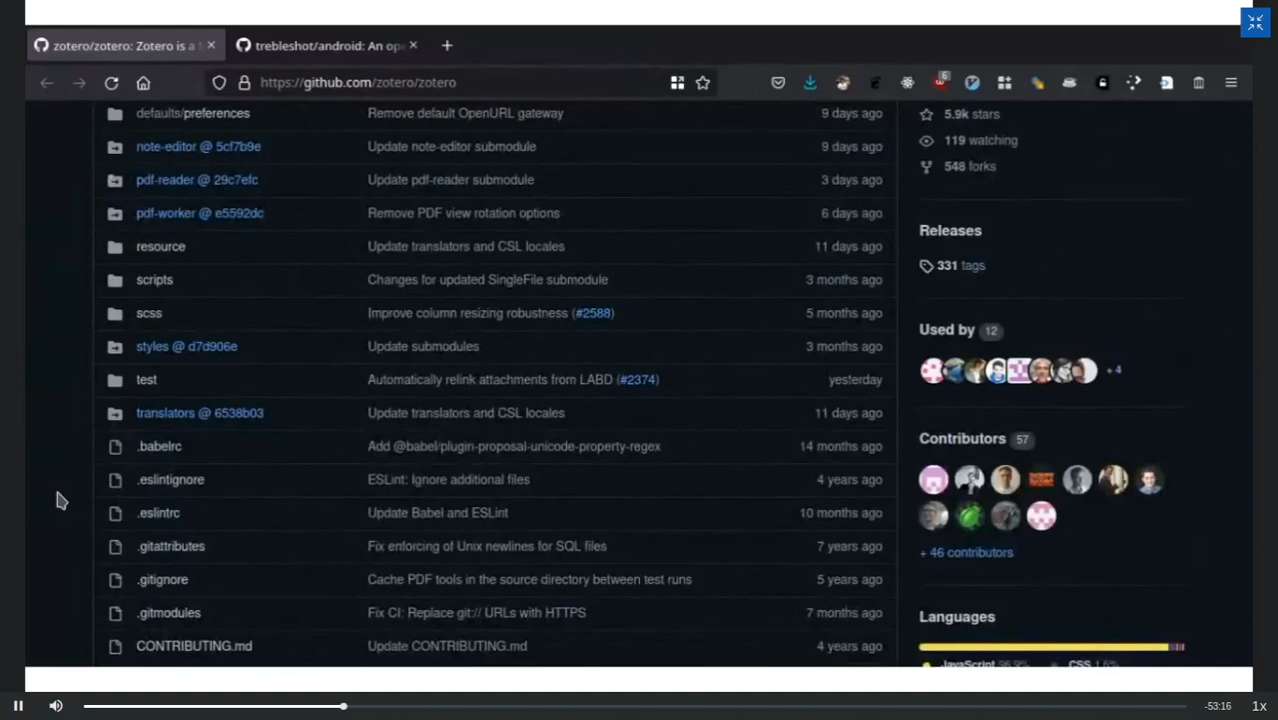 zotero/zotero: Zotero is a f
trebleshot/android: An ope
https://github.com/zotero/zotero
6
defaults/preferences Remove default OpenURL gateway 9 days ago
note-editor @ 5cf7b9e Update note-editor submodule 9 days ago
pdf-reader @ 29c7efc Update pdf-reader submodule 3 days ago
pdf-worker @ e5592dc Remove PDF view rotation options 6 days ago
resource Update translators and CSL locales 11 days ago
scripts Changes for updated SingleFile submodule 3 months ago
scss Improve column resizing robustness (#2588) 5 months ago
styles @ d7d906e Update submodules 3 months ago
test Automatically relink attachments from LABD (#2374) yesterday
translators @ 6538b03 Update translators and CSL locales 11 days ago
.babelrc Add @babel/plugin-proposal-unicode-property-regex 14 months ago
.eslintignore ESLint: Ignore additional files 4 years ago
.eslintrc Update Babel and ESLint 10 months ago
.gitattributes Fix enforcing of Unix newlines for SQL files 7 years ago
.gitignore Cache PDF tools in the source directory between test runs 5 years ago
.gitmodules Fix CI: Replace git:// URLs with HTTPS 7 months ago
CONTRIBUTING.md Update CONTRIBUTING.md 4 years ago
5.9k stars
119 watching
548 forks
Releases
331 tags
Used by 12
+ 4
Contributors 57
+ 46 contributors
Languages
JavaScript 96.9% CSS 1.6%
-53:16
1x